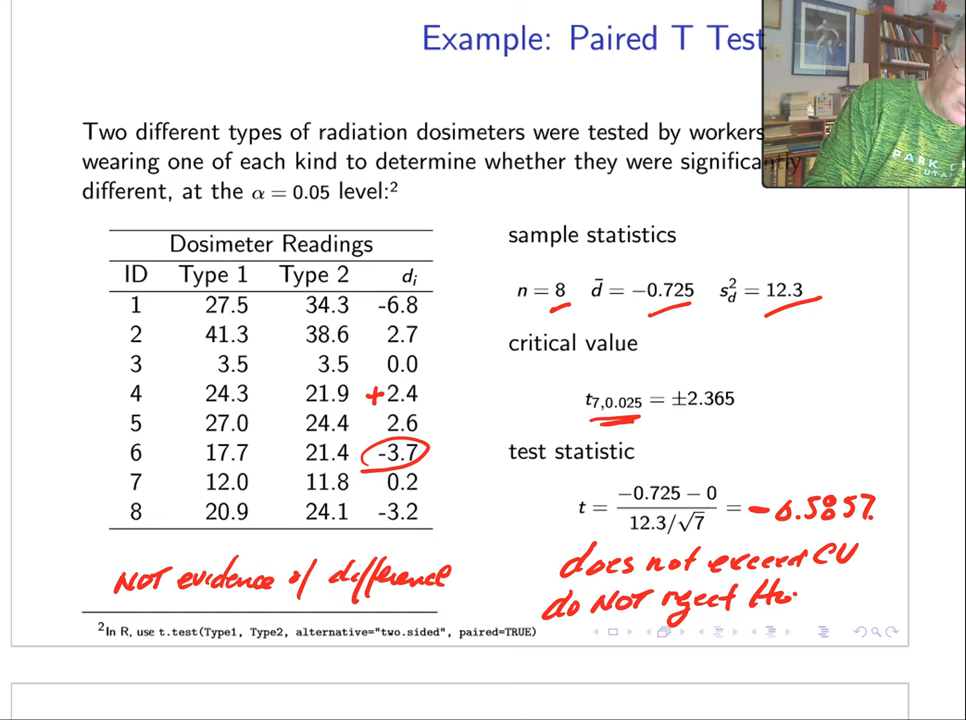 Example: Paired T Test
Two different types of radiation dosimeters were tested by workers
wearing one of each kind to determine whether they were significantly
different, at the α = 0.05 level:²
Dosimeter Readings
ID Type 1 Type 2 dᵢ
1 27.5 34.3 -6.8
2 41.3 38.6 2.7
3 3.5 3.5 0.0
4 24.3 21.9 +2.4
5 27.0 24.4 2.6
6 17.7 21.4 -3.7
7 12.0 11.8 0.2
8 20.9 24.1 -3.2
NOT evidence of difference
sample statistics
n = 8 d̄ = −0.725 s²_d = 12.3
critical value
t₇,₀.₀₂₅ = ±2.365
test statistic
t = (−0.725 − 0) / (12.3/√7) = -0.5857.
does not exceed CV
do NOT reject Ho.
²In R, use t.test(Type1, Type2, alternative="two.sided", paired=TRUE)
PARK
UTAH